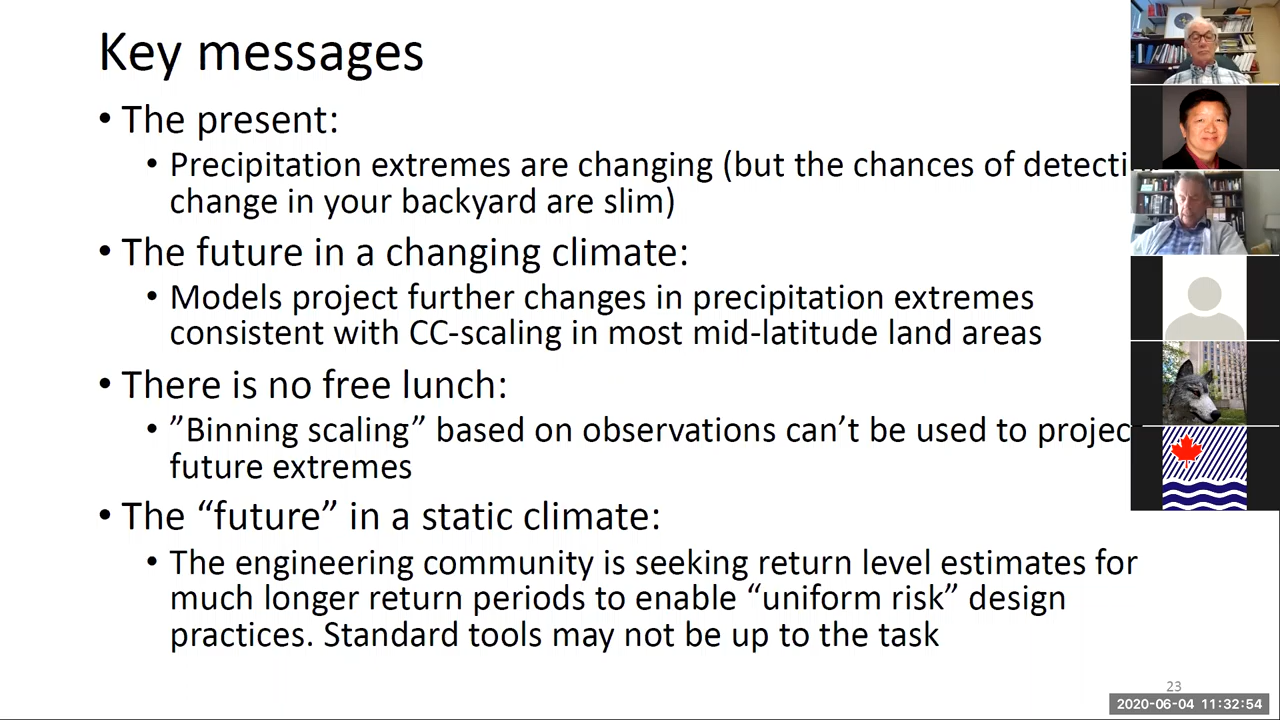 Key messages
• The present:
• Precipitation extremes are changing (but the chances of
change in your backyard are slim)
• The future in a changing climate:
• Models project further changes in precipitation extremes
consistent with CC-scaling in most mid-latitude land areas
• There is no free lunch:
• ”Binning scaling” based on observations can’t be used to
future extremes
• The “future” in a static climate:
• The engineering community is seeking return level estimates for
much longer return periods to enable “uniform risk” design
practices. Standard tools may not be up to the task
23
2020-06-04 11:32:54